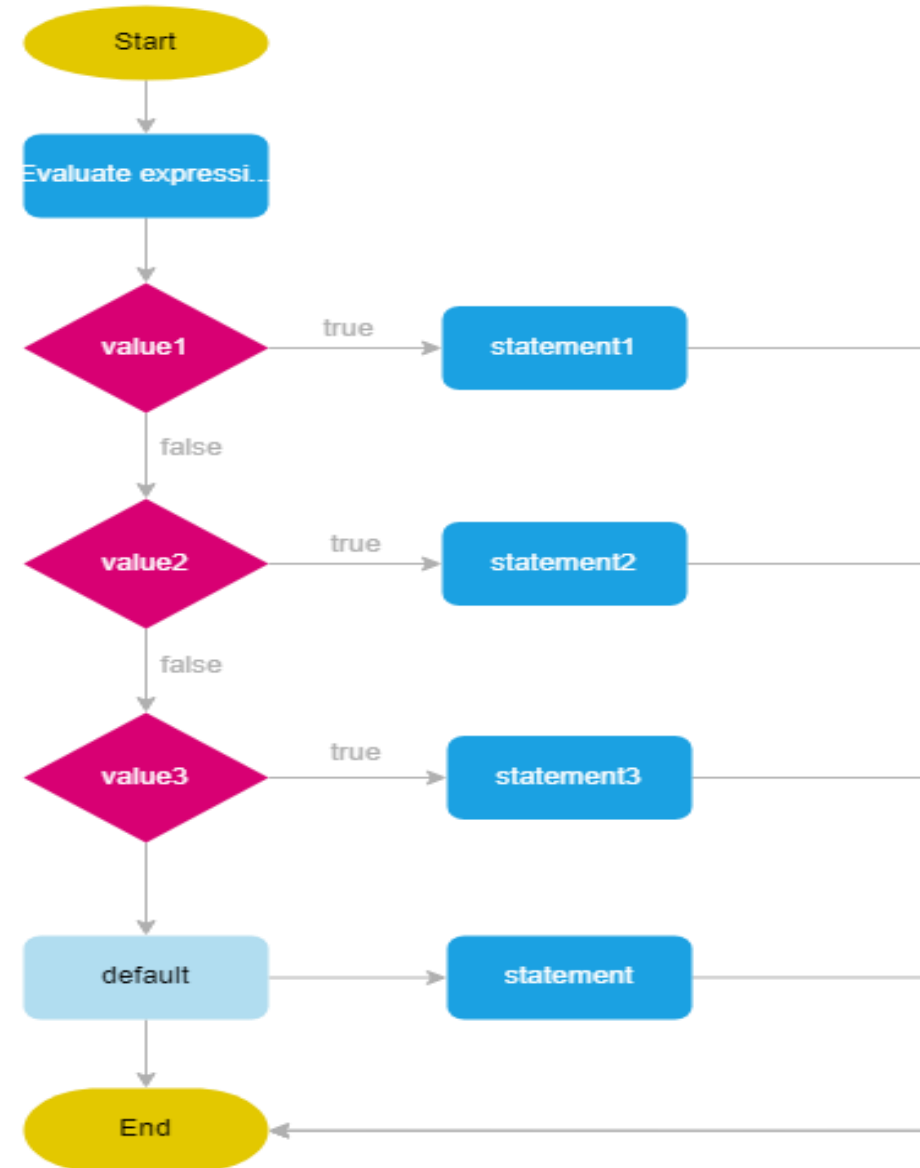 Start
Evaluate expressi...
value1
true
statement1
false
value2
true
statement2
false
value3
true
statement3
default
statement
End